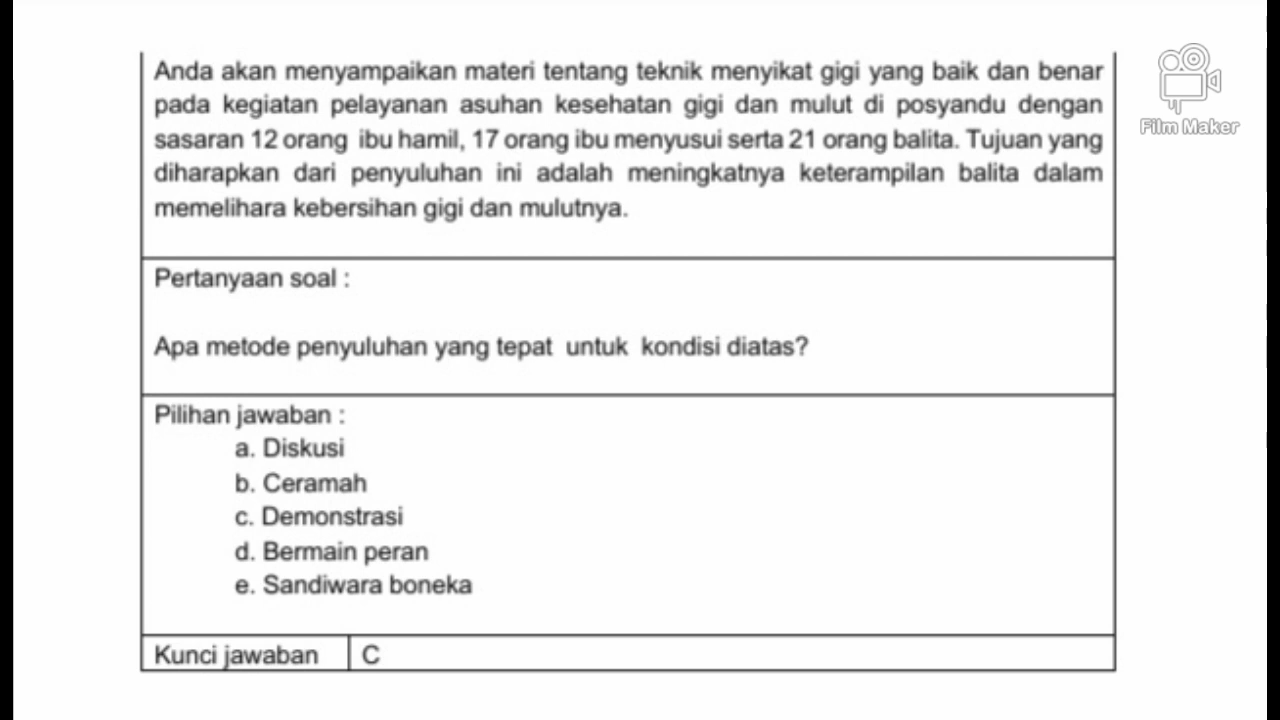 Anda akan menyampaikan materi tentang teknik menyikat gigi yang baik dan benar
pada kegiatan pelayanan asuhan kesehatan gigi dan mulut di posyandu dengan
sasaran 12 orang ibu hamil, 17 orang ibu menyusui serta 21 orang balita. Tujuan yang
diharapkan dari penyuluhan ini adalah meningkatnya keterampilan balita dalam
memelihara kebersihan gigi dan mulutnya.
Film Maker
Pertanyaan soal :
Apa metode penyuluhan yang tepat untuk kondisi diatas?
Pilihan jawaban :
a. Diskusi
b. Ceramah
c. Demonstrasi
d. Bermain peran
e. Sandiwara boneka
Kunci jawaban C